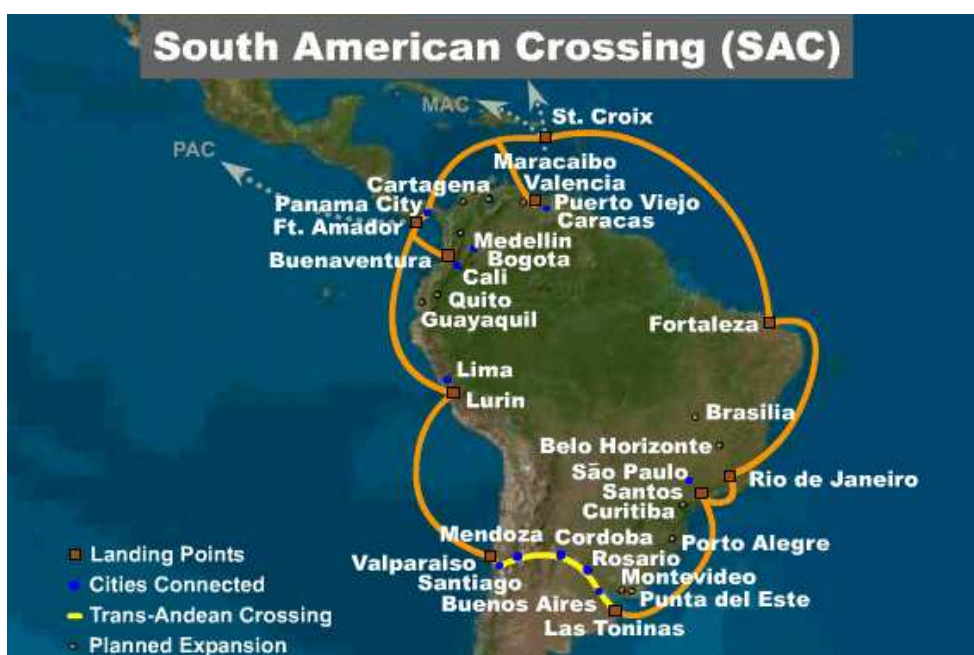 South American Crossing (SAC)
MAC
St. Croix
PAC
Maracaibo
Cartagena
Valencia
Panama City
Puerto Viejo
Ft. Amador
Caracas
Medellin
Buenaventura
Bogota
Cali
Quito
Guayaquil
Fortaleza
Lima
Lurin
Brasilia
Belo Horizonte
São Paulo
Rio de Janeiro
Santos
Curitiba
Mendoza
Cordoba
Porto Alegre
Landing Points
Valparaiso
Rosario
Santiago
Montevideo
Cities Connected
Buenos Aires
Punta del Este
Trans-Andean Crossing
Las Toninas
Planned Expansion